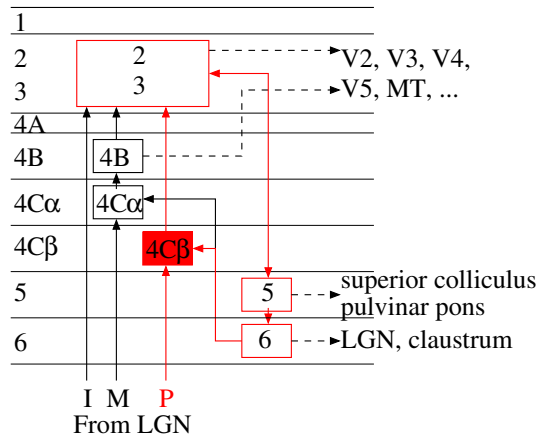 1
2
2
V2, V3, V4,
3
3
V5, MT, ...
4A
4B
4B
4Cα
4Cα
4Cβ
4Cβ
5
5
superior colliculus
pulvinar pons
6
6
LGN, claustrum
I M P
From LGN